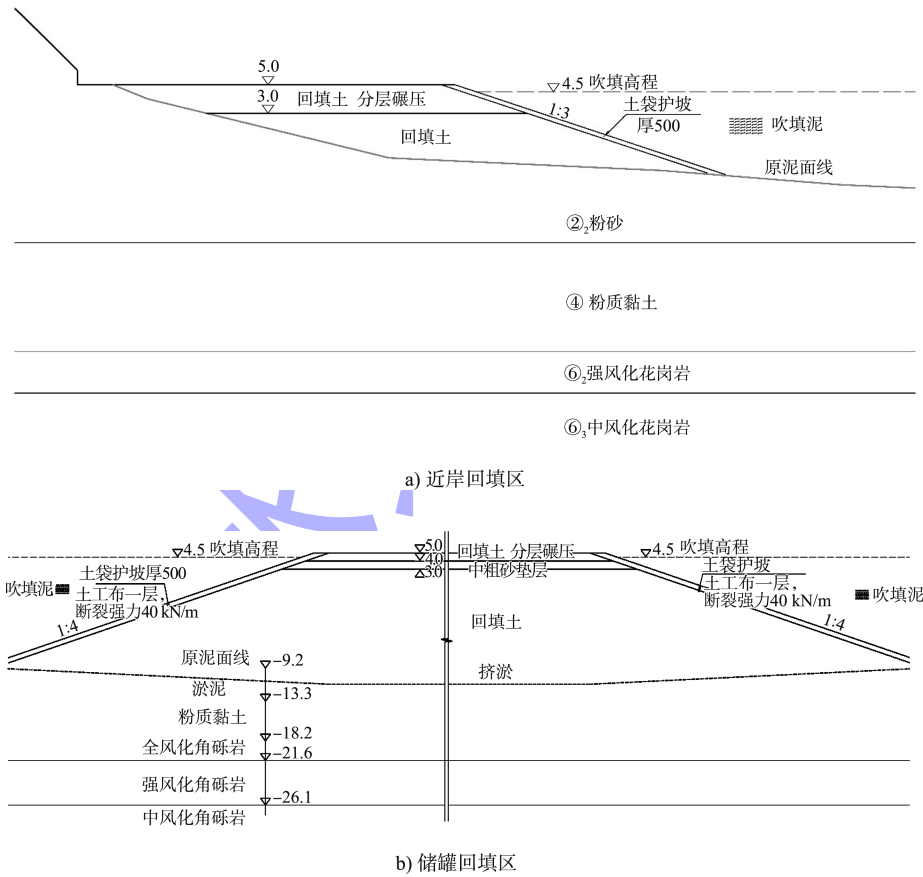 5.0
4.5 吹填高程
3.0
回填土 分层碾压
1:3
土袋护坡
厚500
吹填泥
回填土
原泥面线
②₂粉砂
④ 粉质黏土
⑥₂强风化花岗岩
⑥₃中风化花岗岩
a) 近岸回填区
4.5 吹填高程
5.0
回填土 分层碾压
4.5 吹填高程
4.0
中粗砂垫层
3.0
土袋护坡厚500
土工布一层，
断裂强力40 kN/m
吹填泥
土袋护坡
土工布一层，
断裂强力40 kN/m
吹填泥
1:4
回填土
1:4
原泥面线
-9.2
挤淤
淤泥
-13.3
粉质黏土
-18.2
全风化角砾岩
-21.6
强风化角砾岩
-26.1
中风化角砾岩
b) 储罐回填区